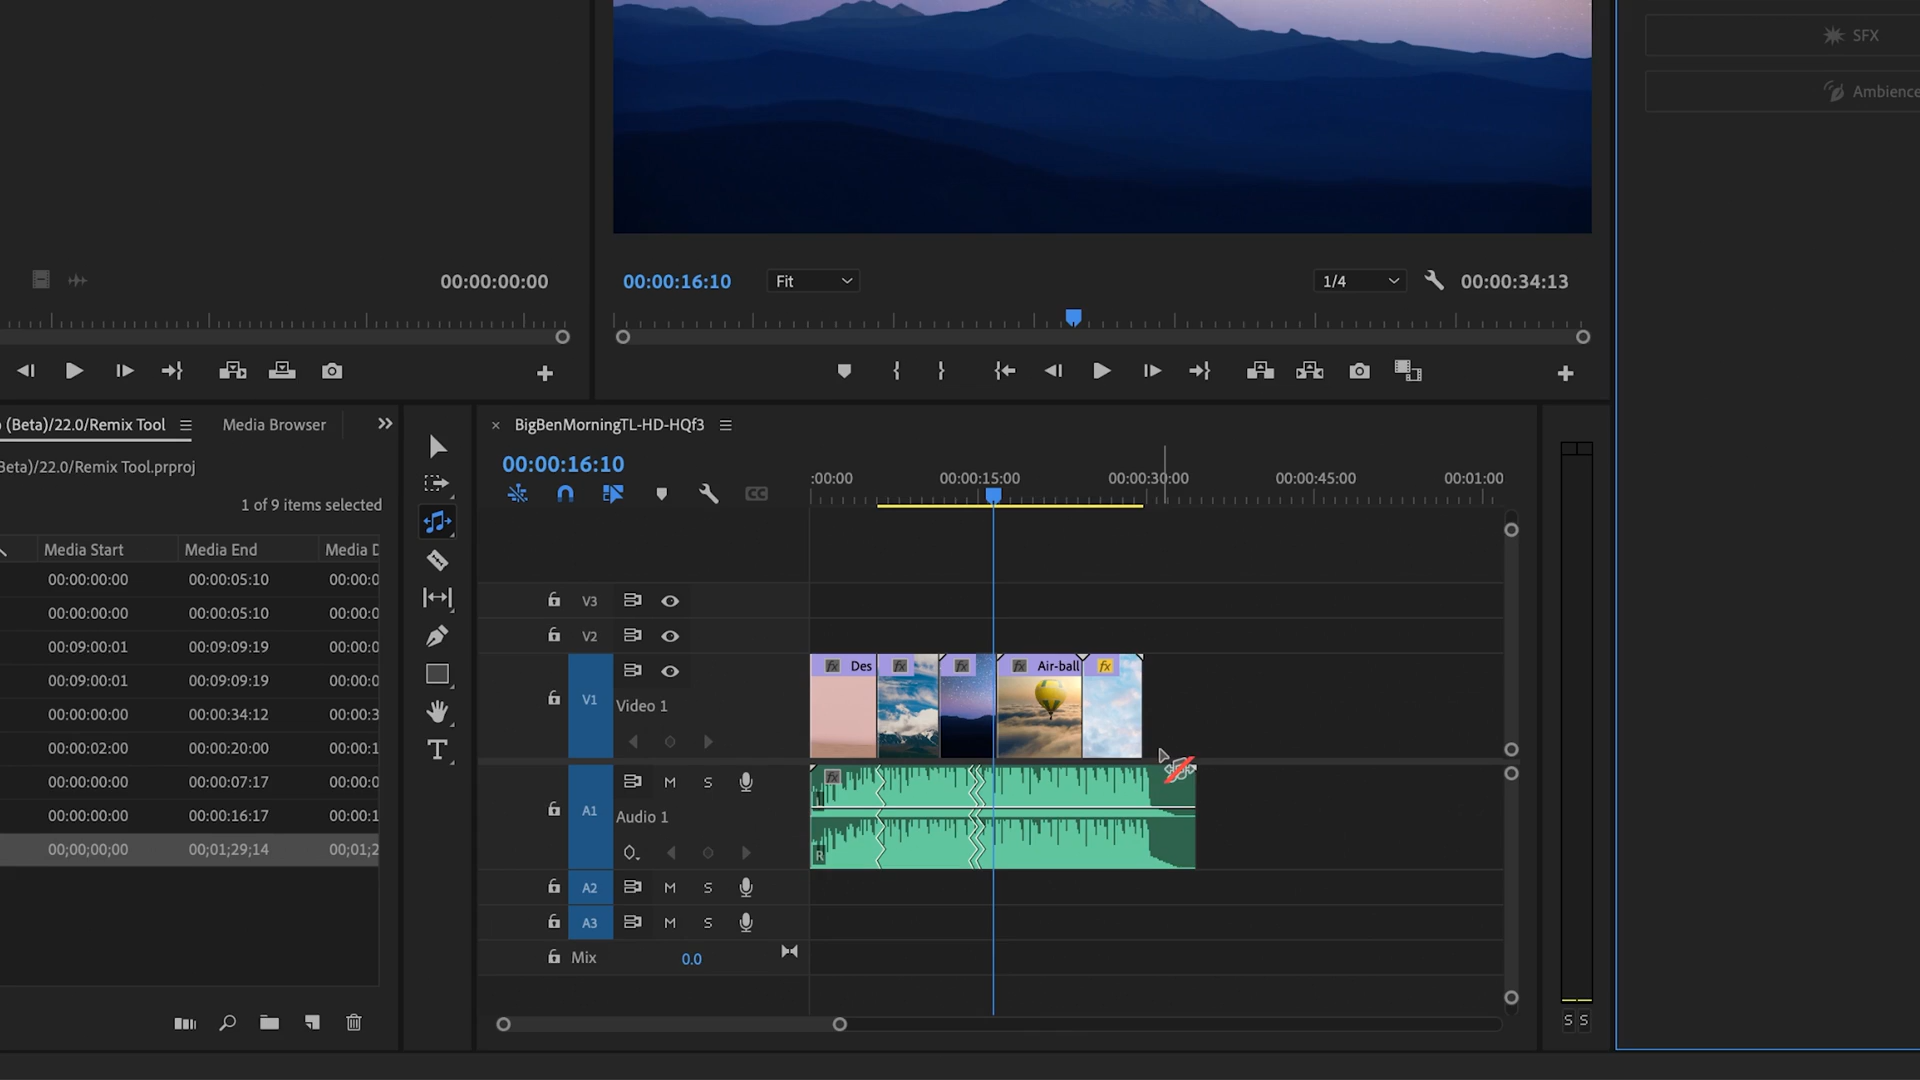 SFX
Ambience
00:00:00:00
00:00:16:10
Fit
1/4
00:00:34:13
(Beta)/22.0/Remix Tool
Media Browser
BigBenMorningTL-HD-HQf3
Beta)/22.0/Remix Tool.prproj
00:00:16:10
:00:00
00:00:15:00
00:00:30:00
00:00:45:00
00:01:00
CC
1 of 9 items selected
Media Start
Media End
Media D
00:00:00:00
00:00:05:10
00:00:0
00:00:00:00
00:00:05:10
00:00:0
00:09:00:01
00:09:09:19
00:00:0
00:09:00:01
00:09:09:19
00:00:0
00:00:00:00
00:00:34:12
00:00:3
00:00:02:00
00:00:20:00
00:00:1
00:00:00:00
00:00:07:17
00:00:0
00:00:00:00
00:00:16:17
00:00:1
00;00;00;00
00;01;29;14
00;01;2
V3
V2
V1
Video 1
fx
Des
fx
fx
fx
Air-ball
fx
A1
M
S
Audio 1
fx
R
A2
M
S
A3
M
S
Mix
0.0
S
S